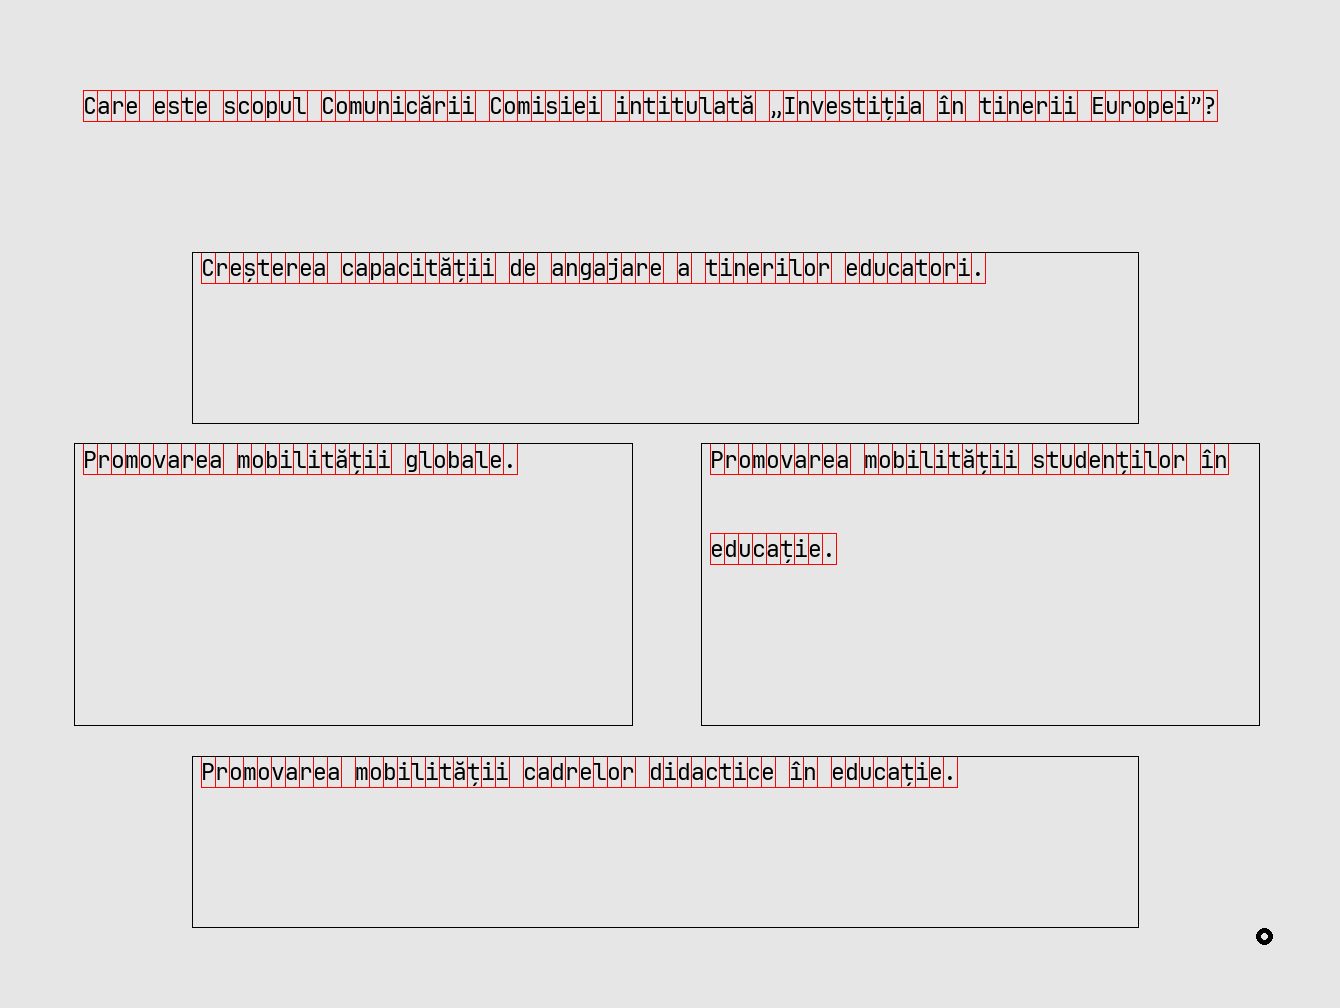 Care este scopul Comunicării Comisiei intitulată „Investiția în tinerii Europei”?
Creșterea capacității de angajare a tinerilor educatori.
Promovarea mobilității globale.
Promovarea mobilității studenților în
educație.
Promovarea mobilității cadrelor didactice în educație.